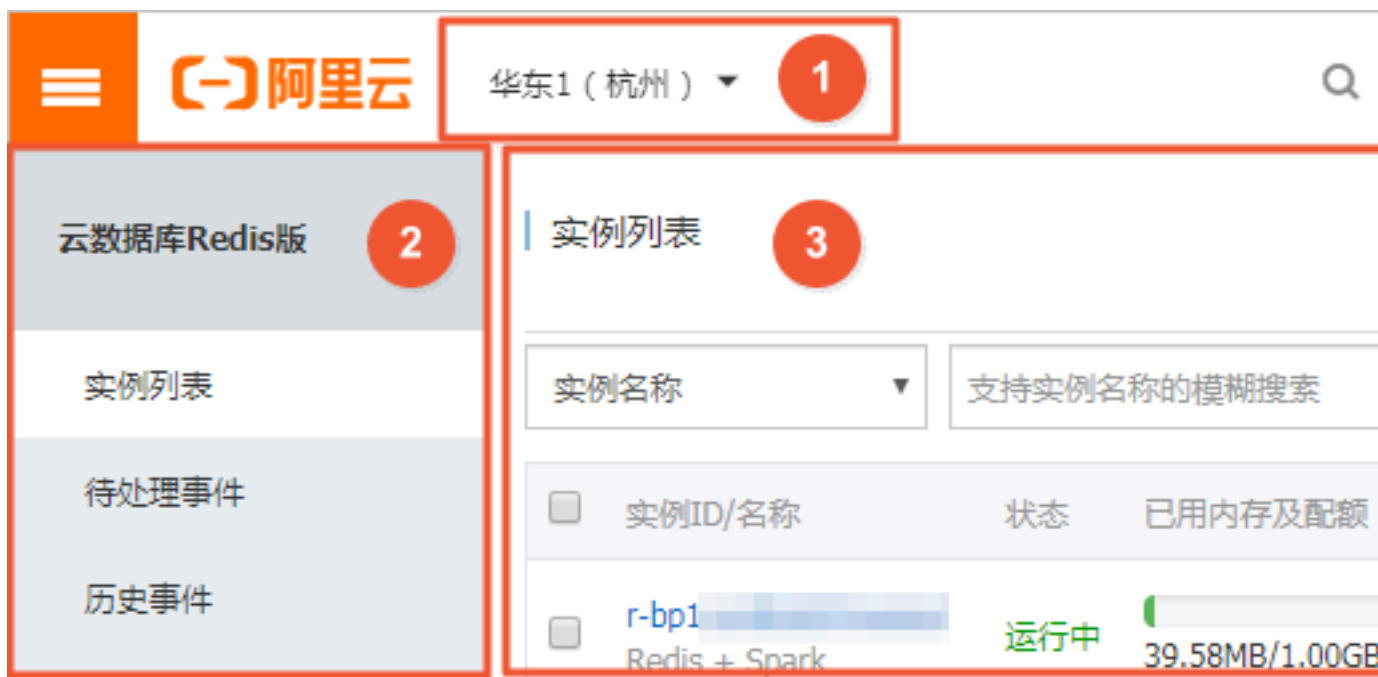 阿里云 华东1（杭州） 1
云数据库Redis版 2
实例列表
待处理事件
历史事件
实例列表 3
实例名称 支持实例名称的模糊搜索
实例ID/名称 状态 已用内存及配额
r-bp1 运行中
Redis + Spark 39.58MB/1.00GB